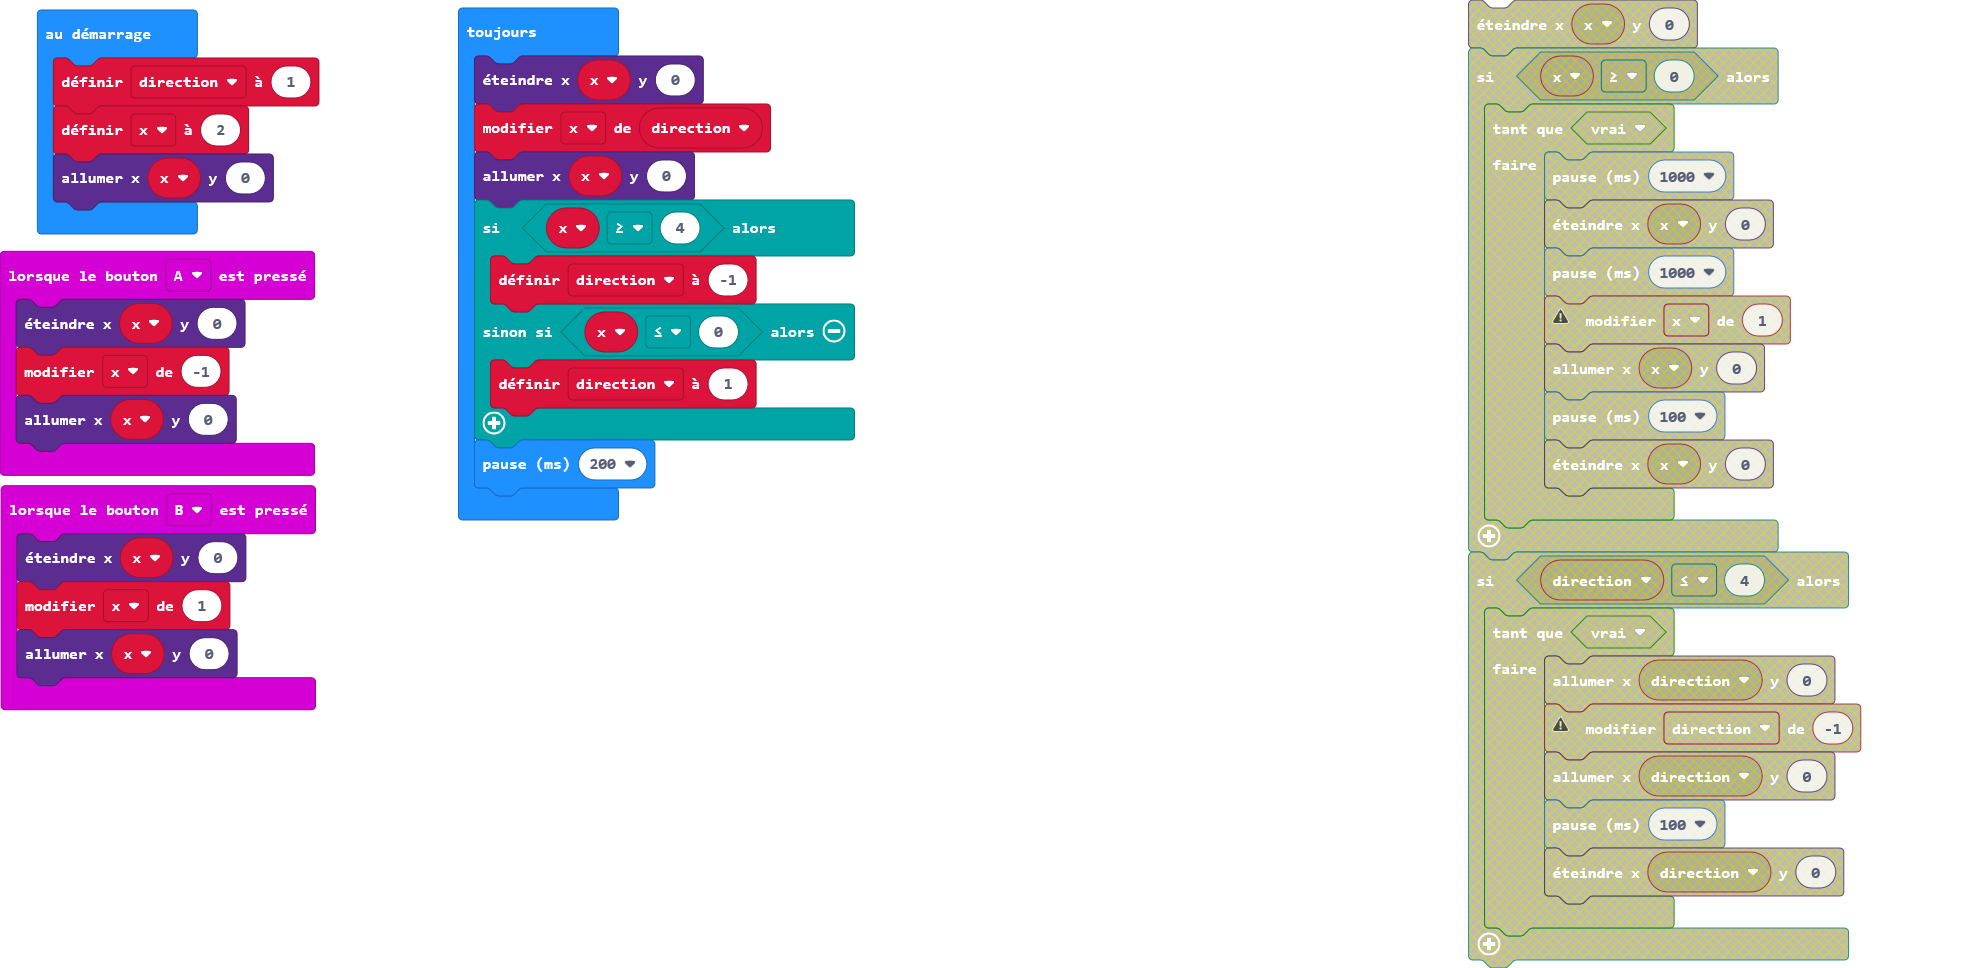 au démarrage
définir direction à 1
définir x à 2
allumer x x y 0
lorsque le bouton A est pressé
éteindre x x y 0
modifier x de -1
allumer x x y 0
lorsque le bouton B est pressé
éteindre x x y 0
modifier x de 1
allumer x x y 0
toujours
éteindre x x y 0
modifier x de direction
allumer x x y 0
si x ≥ 4 alors
définir direction à -1
sinon si x ≤ 0 alors
définir direction à 1
pause (ms) 200
éteindre x x y 0
si x ≥ 0 alors
tant que vrai
faire
pause (ms) 1000
éteindre x x y 0
pause (ms) 1000
modifier x de 1
allumer x x y 0
pause (ms) 100
éteindre x x y 0
si direction ≤ 4 alors
tant que vrai
faire
allumer x direction y 0
modifier direction de -1
allumer x direction y 0
pause (ms) 100
éteindre x direction y 0